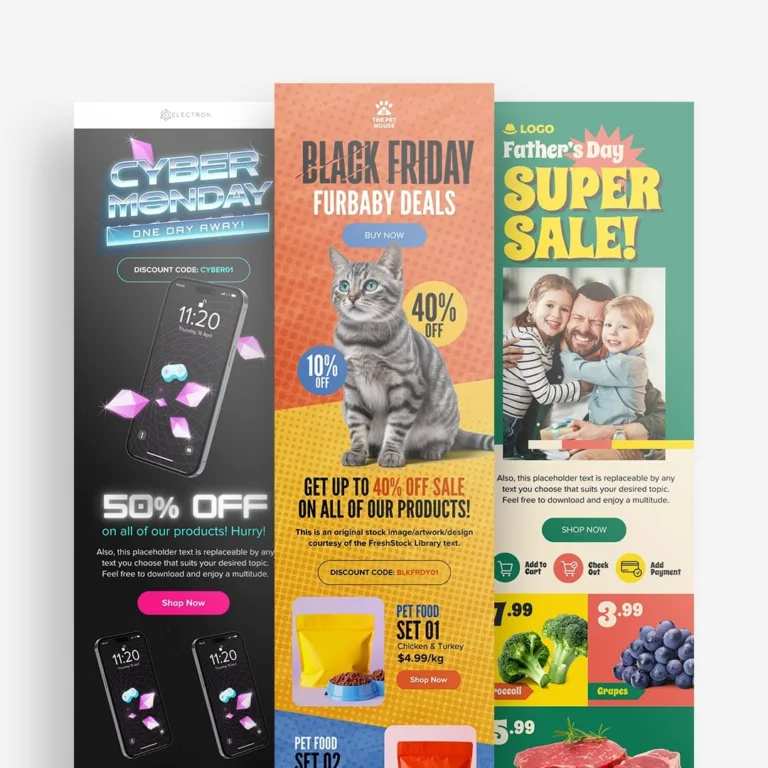 ELECTRON
CYBER
MONDAY
ONE DAY AWAY!
DISCOUNT CODE: CYBER01
11:20
Thursday, 18 April
50% OFF
on all of our products! Hurry!
Also, this placeholder text is replaceable by any
text you choose that suits your desired topic.
Feel free to download and enjoy a multitude.
Shop Now
11:20
11:20
THE PET
HOUSE
BLACK FRIDAY
FURBABY DEALS
BUY NOW
40%
OFF
10%
OFF
GET UP TO 40% OFF SALE
ON ALL OF OUR PRODUCTS!
This is an original stock image/artwork/design
courtesy of the FreshStock Library text.
DISCOUNT CODE: BLKFRDY01
PET FOOD
SET 01
Chicken & Turkey
$4.99/kg
Shop Now
PET FOOD
SET 02
LOGO
Father's Day
SUPER
SALE!
Also, this placeholder text is replaceable by any
text you choose that suits your desired topic.
Feel free to download and enjoy a multitude.
SHOP NOW
Add to
Cart
Check
Out
Add
Payment
7.99
roccoli
3.99
Grapes
5.99